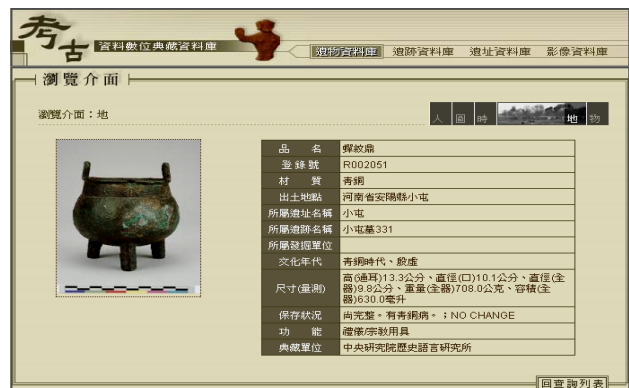 考古
資料數位典藏資料庫
遺物資料庫 遺跡資料庫 遺址資料庫 影像資料庫
瀏覽介面
瀏覽介面：地
人 圖 時 地 物
品 名 蟬紋鼎
登錄號 R002051
材 質 青銅
出土地點 河南省安陽縣小屯
所屬遺址名稱 小屯
所屬遺跡名稱 小屯墓331
所屬發掘單位
文化年代 青銅時代、殷虛
尺寸(量測) 高(通耳)13.3公分、直徑(口)10.1公分、直徑(全
器)9.8公分、重量(全器)708.0公克、容積(全
器)630.0毫升
保存狀況 尚完整。有青銅病。；NO CHANGE
功 能 禮儀/宗教用具
典藏單位 中央研究院歷史語言研究所
回查詢列表